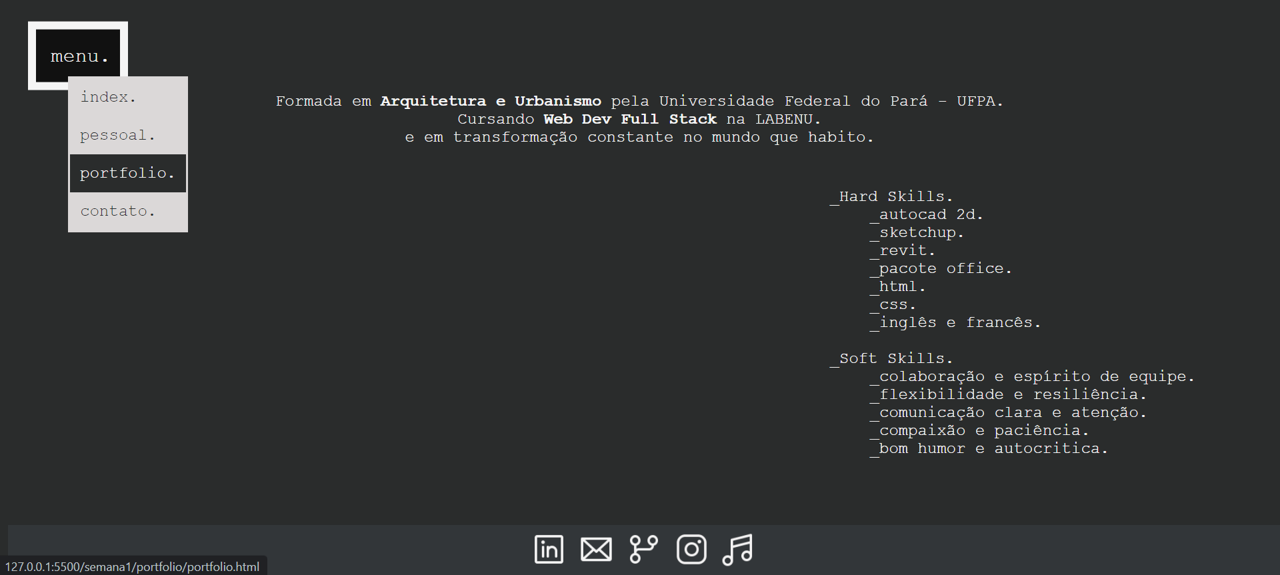 menu.
index.
pessoal.
portfolio.
contato.
Formada em Arquitetura e Urbanismo pela Universidade Federal do Pará - UFPA.
Cursando Web Dev Full Stack na LABENU.
e em transformação constante no mundo que habito.
_Hard Skills.
_autocad 2d.
_sketchup.
_revit.
_pacote office.
_html.
_css.
_inglês e francês.
_Soft Skills.
_colaboração e espírito de equipe.
_flexibilidade e resiliência.
_comunicação clara e atenção.
_compaixão e paciência.
_bom humor e autocritica.
in
127.0.0.1:5500/semana1/portfolio/portfolio.html